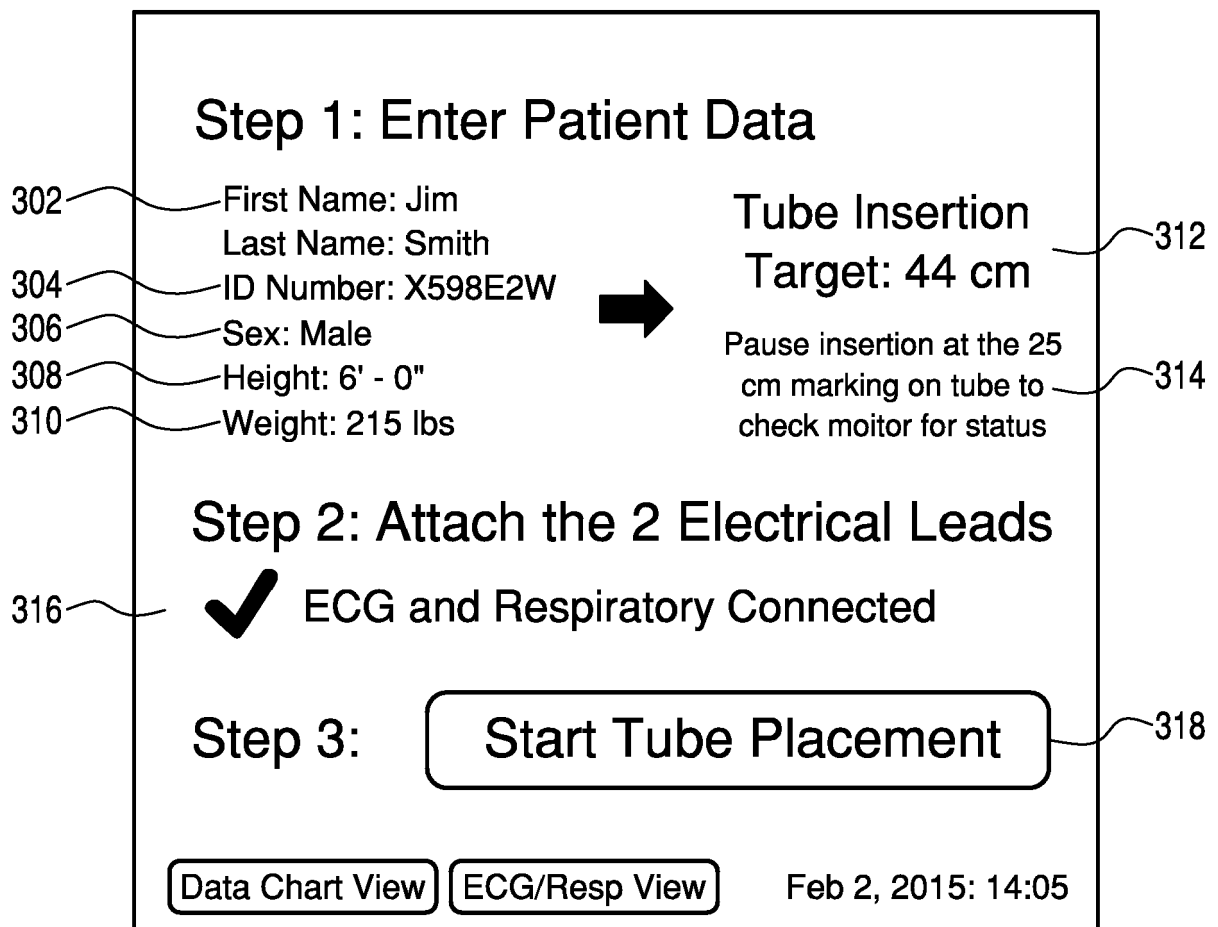 Step 1: Enter Patient Data
302
First Name: Jim
Last Name: Smith
304
ID Number: X598E2W
306
Sex: Male
308
Height: 6' - 0"
310
Weight: 215 lbs
Tube Insertion
Target: 44 cm
312
Pause insertion at the 25
cm marking on tube to
check moitor for status
314
Step 2: Attach the 2 Electrical Leads
316
ECG and Respiratory Connected
Step 3:
Start Tube Placement
318
Data Chart View
ECG/Resp View
Feb 2, 2015: 14:05